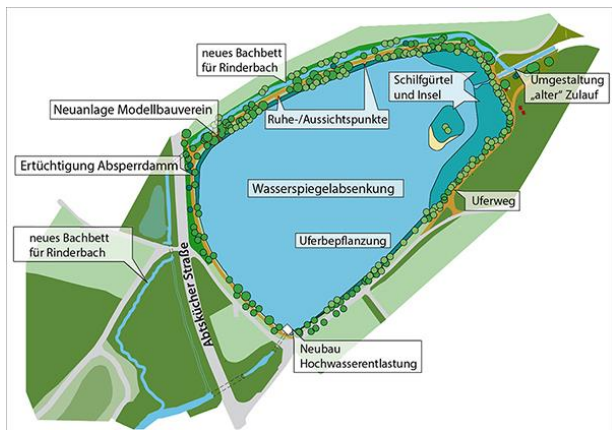 neues Bachbett
für Rinderbach
Schilfgürtel
und Insel
Umgestaltung
„alter" Zulauf
Neuanlage Modellbauverein
Ruhe-/Aussichtspunkte
Ertüchtigung Absperrdamm
Wasserspiegelabsenkung
Uferweg
neues Bachbett
für Rinderbach
Uferbepflanzung
Abtskücher Straße
Neubau
Hochwasserentlastung